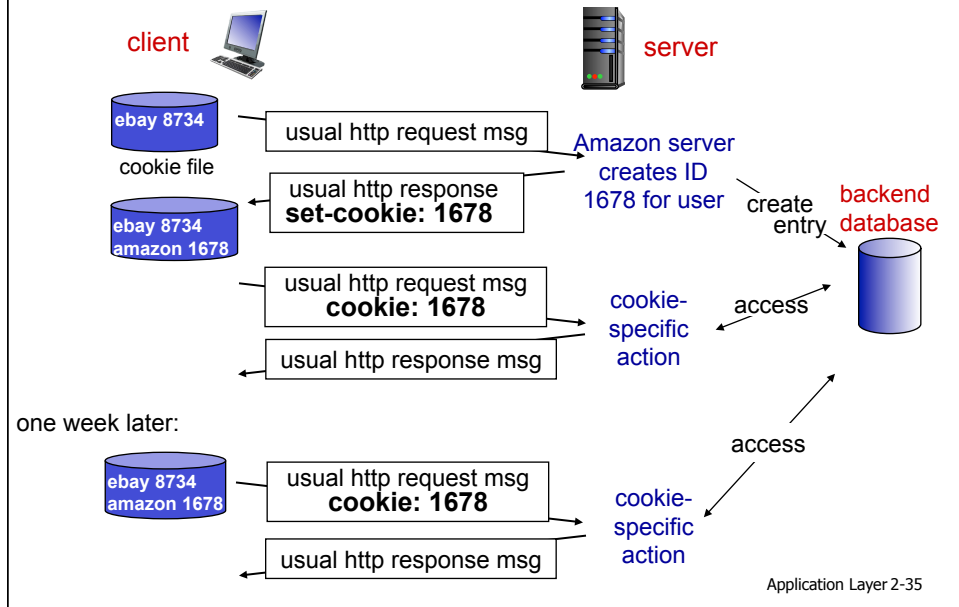 client
server
ebay 8734
cookie file
usual http request msg
Amazon server
creates ID
1678 for user
usual http response
set-cookie: 1678
create
entry
backend
database
ebay 8734
amazon 1678
usual http request msg
cookie: 1678
cookie-
specific
action
access
usual http response msg
one week later:
access
ebay 8734
amazon 1678
usual http request msg
cookie: 1678
cookie-
specific
action
usual http response msg
Application Layer 2-35